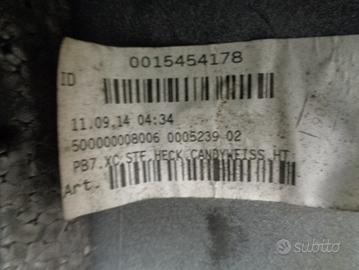 ID 0015454178
11.09.14 04:34
500000008006 0005239 02
PB7.XC STF.HECK CANDYWEISS HT
Art.
subito